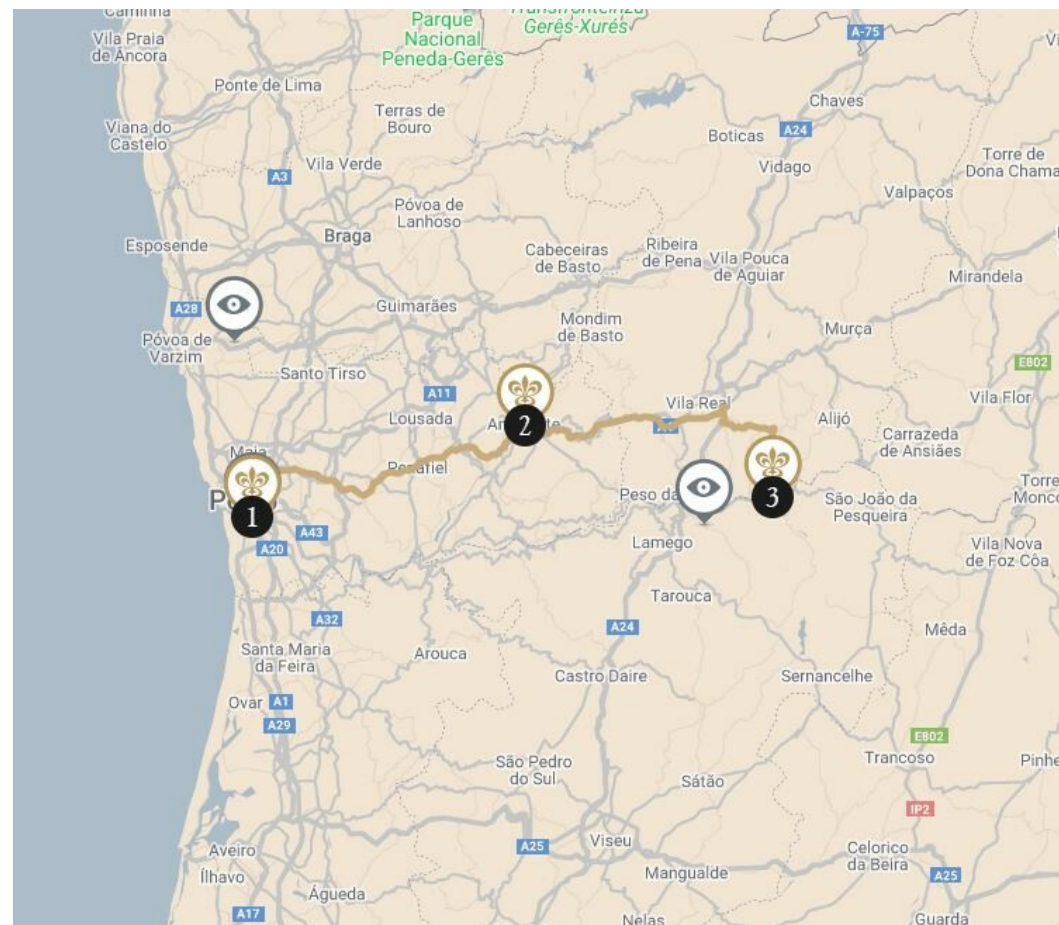 Caminha
Transfronteiriza
Gerês-Xurés
Parque
Nacional
Peneda-Gerês
A-75
Vila Praia
de Âncora
Ponte de Lima
Chaves
Terras de
Bouro
Viana do
Castelo
Boticas
A24
Vidago
Torre de
Dona Chama
Vila Verde
A3
Valpaços
Póvoa de
Lanhoso
Braga
Esposende
Cabeceiras
de Basto
Ribeira
de Pena
Vila Pouca
de Aguiar
Mirandela
A28
Guimarães
Mondim
de Basto
Murça
Póvoa de
Varzim
Santo Tirso
E802
A11
Vila Real
Vila Flor
Lousada
Alijó
2
Carrazeda
de Ansiães
Maia
Penafiel
Peso da
3
São João da
Pesqueira
1
A43
A20
Lamego
Vila Nova
de Foz Côa
Tarouca
A32
A24
Mêda
Santa Maria
da Feira
Arouca
Castro Daire
Sernancelhe
Ovar
A1
A29
E802
São Pedro
do Sul
Trancoso
Sátão
IP2
Viseu
Aveiro
A25
Celorico
da Beira
Ílhavo
Mangualde
A25
Águeda
A17
Nelas
Guarda